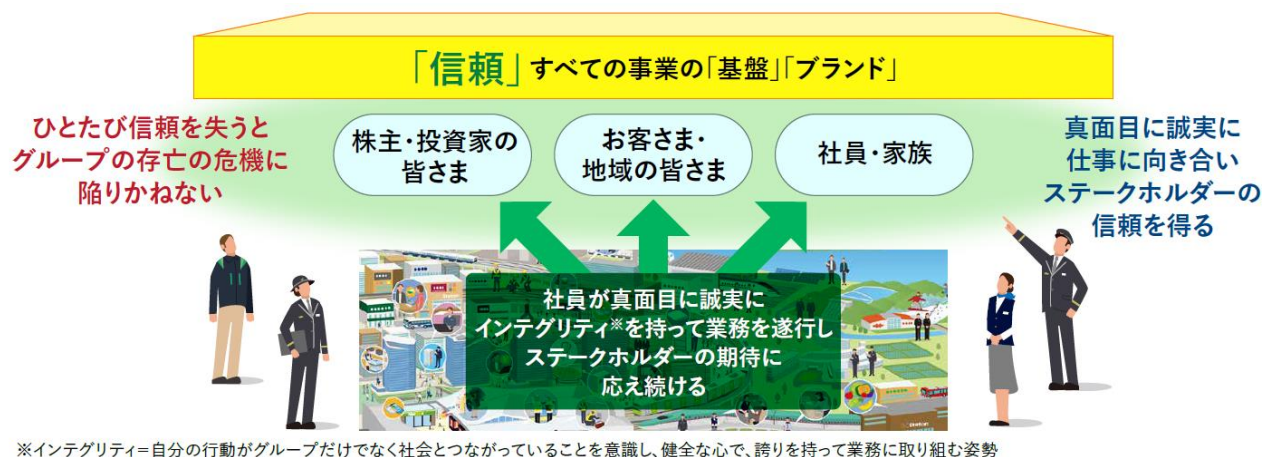 「信頼」すべての事業の「基盤」「ブランド」
ひとたび信頼を失うと
グループの存亡の危機に
陥りかねない
株主・投資家の
皆さま
お客さま・
地域の皆さま
社員・家族
真面目に誠実に
仕事に向き合い
ステークホルダーの
信頼を得る
社員が真面目に誠実に
インテグリティ※を持って業務を遂行し
ステークホルダーの期待に
応え続ける
※インテグリティ=自分の行動がグループだけでなく社会とつながっていることを意識し、健全な心で、誇りを持って業務に取り組む姿勢